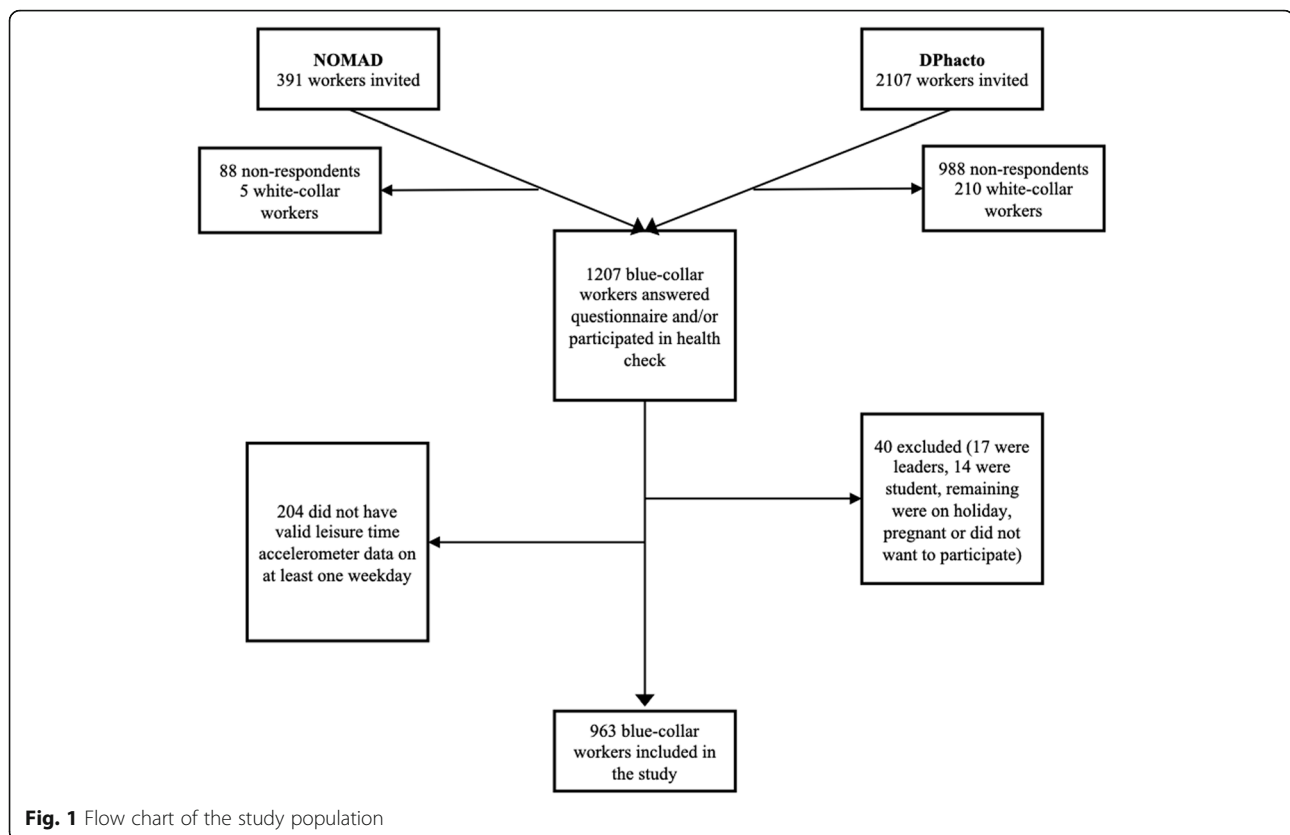 NOMAD
391 workers invited
DPhacto
2107 workers invited
88 non-respondents
5 white-collar
workers
988 non-respondents
210 white-collar
workers
1207 blue-collar
workers answered
questionnaire and/or
participated in health
check
40 excluded (17 were
leaders, 14 were
student, remaining
were on holiday,
pregnant or did not
want to participate)
204 did not have
valid leisure time
accelerometer data on
at least one weekday
963 blue-collar
workers included in
the study
Fig. 1 Flow chart of the study population